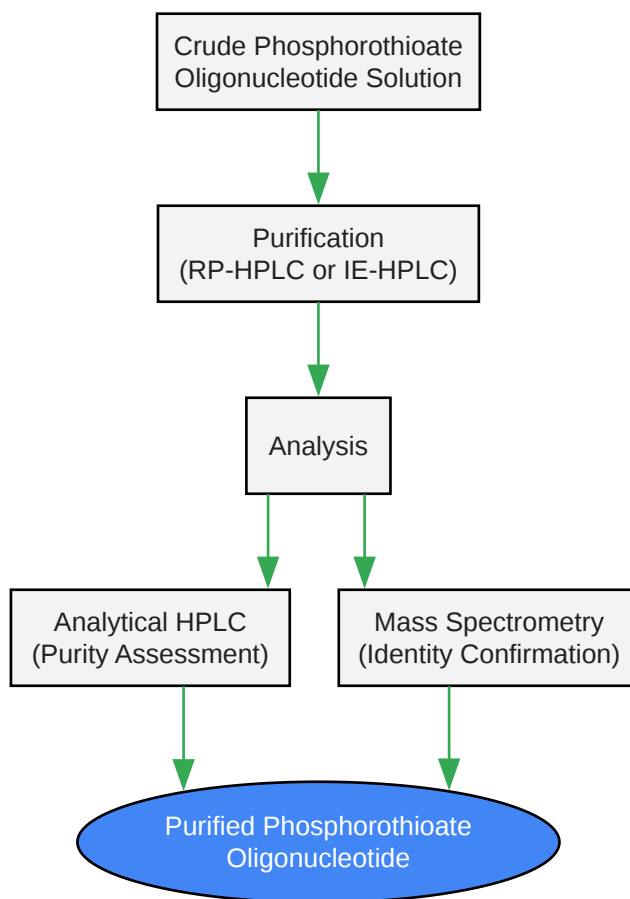 Crude Phosphorothioate
Oligonucleotide Solution
Purification
(RP-HPLC or IE-HPLC)
Analysis
Analytical HPLC
(Purity Assessment)
Mass Spectrometry
(Identity Confirmation)
Purified Phosphorothioate
Oligonucleotide